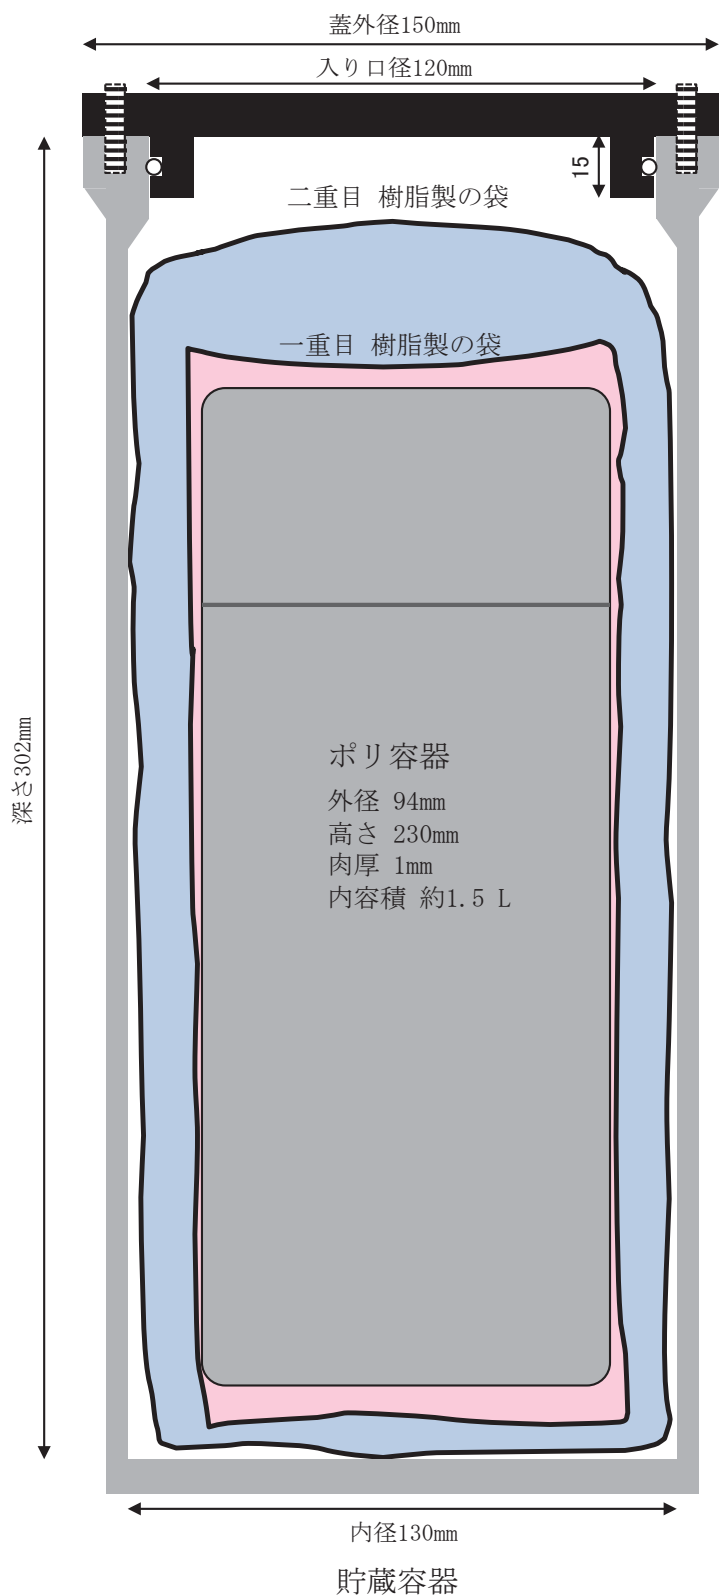 蓋外径150mm
入り口径120mm
15
二重目 樹脂製の袋
一重目 樹脂製の袋
深さ302mm
ポリ容器
外径 94mm
高さ 230mm
肉厚 1mm
内容積 約1.5 L
内径130mm
貯蔵容器